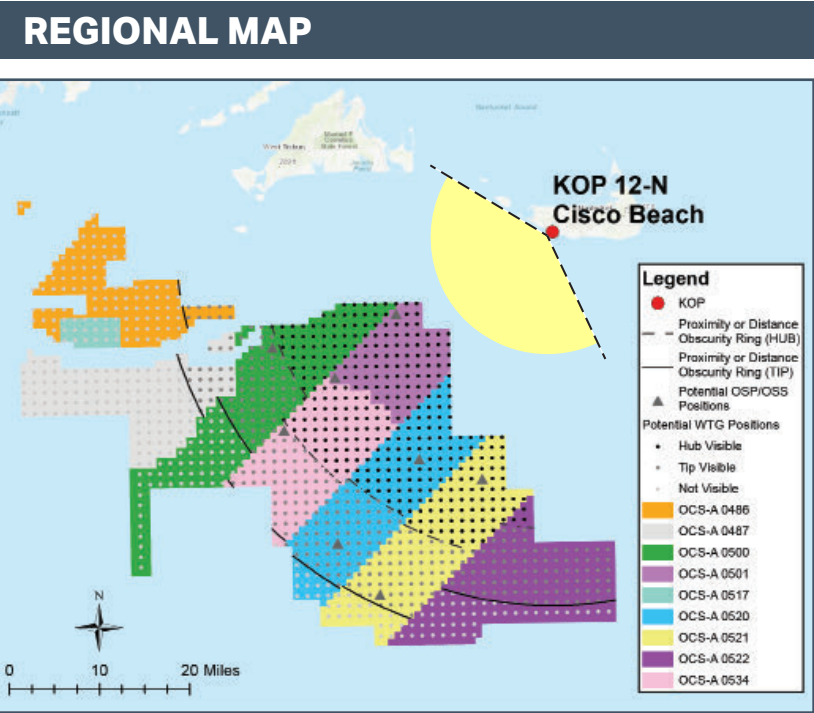 REGIONAL MAP
Nantucket Sound
West Tisbury
KOP 12-N
Cisco Beach
Legend
KOP
Proximity or Distance
Obscurity Ring (HUB)
Proximity or Distance
Obscurity Ring (TIP)
Potential OSP/OSS
Positions
Potential WTG Positions
Hub Visible
Tip Visible
Not Visible
OCS-A 0486
OCS-A 0487
OCS-A 0500
OCS-A 0501
OCS-A 0517
OCS-A 0520
OCS-A 0521
OCS-A 0522
OCS-A 0534
N
0 10 20 Miles